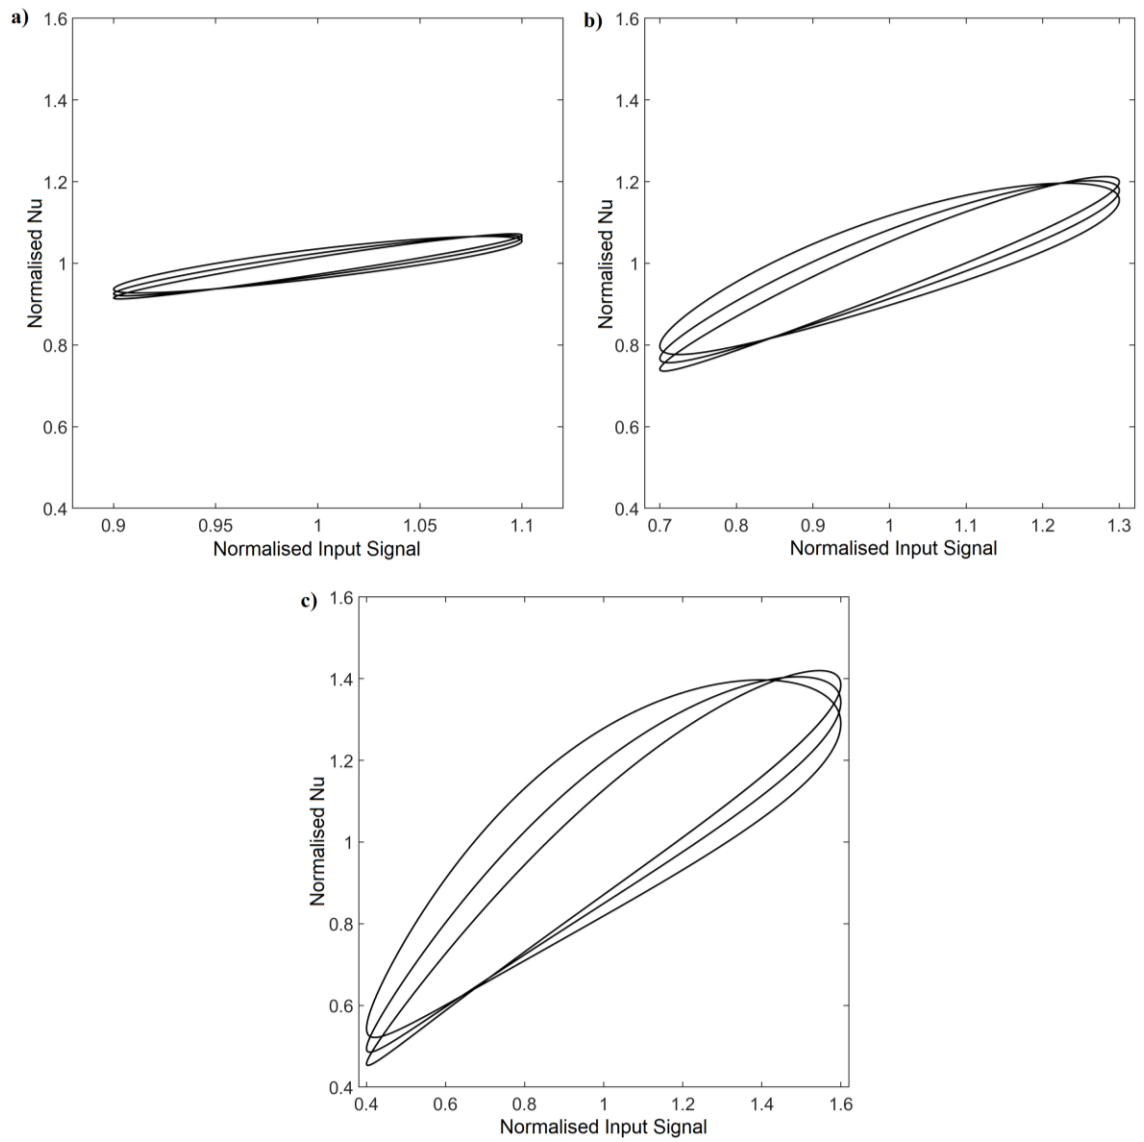 a)
1.6
1.4
1.2
1
0.8
0.6
0.4
Normalised Nu
0.9 0.95 1 1.05 1.1
Normalised Input Signal
b)
1.6
1.4
1.2
1
0.8
0.6
0.4
Normalised Nu
0.7 0.8 0.9 1 1.1 1.2 1.3
Normalised Input Signal
c)
1.6
1.4
1.2
1
0.8
0.6
0.4
Normalised Nu
0.4 0.6 0.8 1 1.2 1.4 1.6
Normalised Input Signal